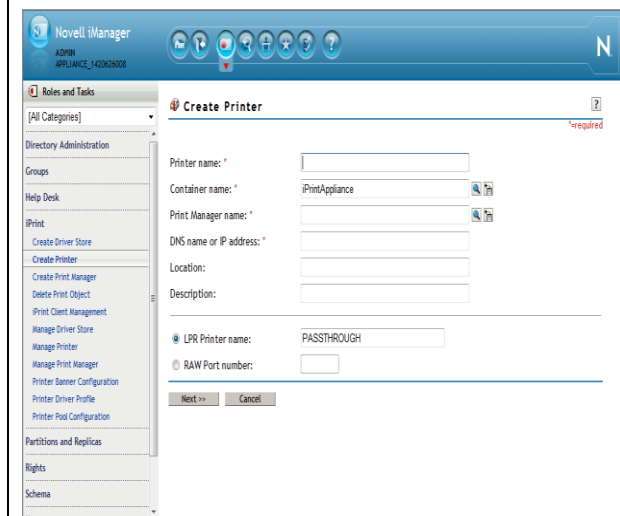 Novell iManager
ADMIN
APPLIANCE_1420626008
N
Roles and Tasks
[All Categories]
Directory Administration
Groups
Help Desk
iPrint
Create Driver Store
Create Printer
Create Print Manager
Delete Print Object
iPrint Client Management
Manage Driver Store
Manage Printer
Manage Print Manager
Printer Banner Configuration
Printer Driver Profile
Printer Pool Configuration
Partitions and Replicas
Rights
Schema
Create Printer
?
*=required
Printer name: *
Container name: * iPrintAppliance
Print Manager name: *
DNS name or IP address: *
Location:
Description:
LPR Printer name: PASSTHROUGH
RAW Port number:
Next >> Cancel